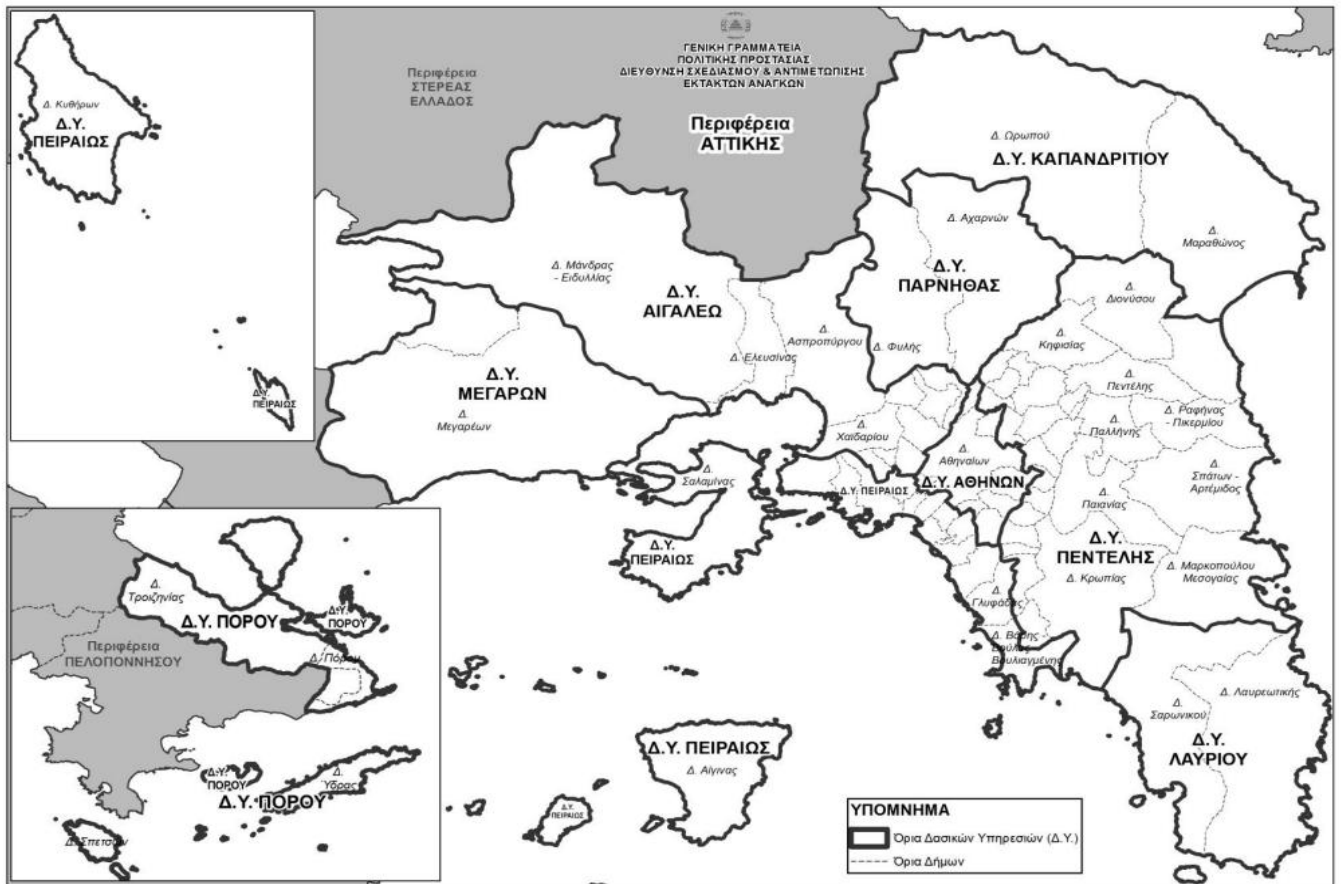 ΓΕΝΙΚΗ ΓΡΑΜΜΑΤΕΙΑ
ΠΟΛΙΤΙΚΗΣ ΠΡΟΣΤΑΣΙΑΣ
ΔΙΕΥΘΥΝΣΗ ΣΧΕΔΙΑΣΜΟΥ & ΑΝΤΙΜΕΤΩΠΙΣΗΣ
ΕΚΤΑΚΤΩΝ ΑΝΑΓΚΩΝ
Περιφέρεια
ΣΤΕΡΕΑΣ
ΕΛΛΑΔΟΣ
Περιφέρεια
ΑΤΤΙΚΗΣ
Δ. Κυθήρων
Δ.Υ.
ΠΕΙΡΑΙΩΣ
Δ.Υ.
ΠΕΙΡΑΙΩΣ
Δ. Ωρωπού
Δ.Υ. ΚΑΠΑΝΔΡΙΤΙΟΥ
Δ.
Μαραθώνος
Δ. Αχαρνών
Δ.Υ.
ΠΑΡΝΗΘΑΣ
Δ. Φυλής
Δ. Μάνδρας
- Ειδυλλίας
Δ.Υ.
ΑΙΓΑΛΕΩ
Δ. Ελευσίνας
Δ.
Ασπροπύργου
Δ.Υ.
ΜΕΓΑΡΩΝ
Δ.
Μεγαρέων
Δ.
Διονύσου
Δ.
Κηφισίας
Δ.
Πεντέλης
Δ.
Παλλήνης
Δ. Ραφήνας
- Πικερμίου
Δ.
Σπάτων -
Αρτέμιδος
Δ.
Παιανίας
Δ.Υ.
ΠΕΝΤΕΛΗΣ
Δ. Κρωπίας
Δ. Μαρκοπούλου
Μεσογαίας
Δ.
Χαϊδαρίου
Δ.
Αθηναίων
Δ.Υ. ΑΘΗΝΩΝ
Δ.Υ. ΠΕΙΡΑΙΩΣ
Δ.
Σαλαμίνας
Δ.Υ.
ΠΕΙΡΑΙΩΣ
Δ.
Γλυφάδας
Δ. Βάρης
Βούλας
Βουλιαγμένης
Δ. Λαυρεωτικής
Δ.
Σαρωνικού
Δ.Υ.
ΛΑΥΡΙΟΥ
Δ.Υ. ΠΕΙΡΑΙΩΣ
Δ. Αίγινας
Δ.Υ.
ΠΕΙΡΑΙΩΣ
Δ.
Τροιζηνίας
Δ.Υ. ΠΟΡΟΥ
Δ.Υ.
ΠΟΡΟΥ
Δ. Πόρου
Περιφέρεια
ΠΕΛΟΠΟΝΝΗΣΟΥ
Δ.Υ.
ΠΟΡΟΥ
Δ.
Ύδρας
Δ.Υ. ΠΟΡΟΥ
Δ. Σπετσών
ΥΠΟΜΝΗΜΑ
Όρια Δασικών Υπηρεσιών (Δ.Υ.)
Όρια Δήμων